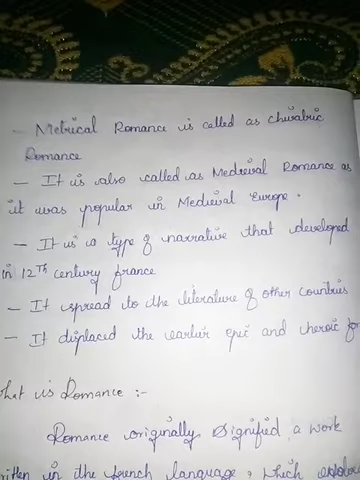 - Metrical Romance is called as Chivalric
Romance
- It is also called as Medieval Romance as
it was popular in Medieval Europe.
- It is a type of narrative that developed
in 12th century france
- It spread to the literature of other countries
- It displaced the earlier epic and heroic for
hat is Romance :-
Romance originally signified a work
ritten in the french language, which